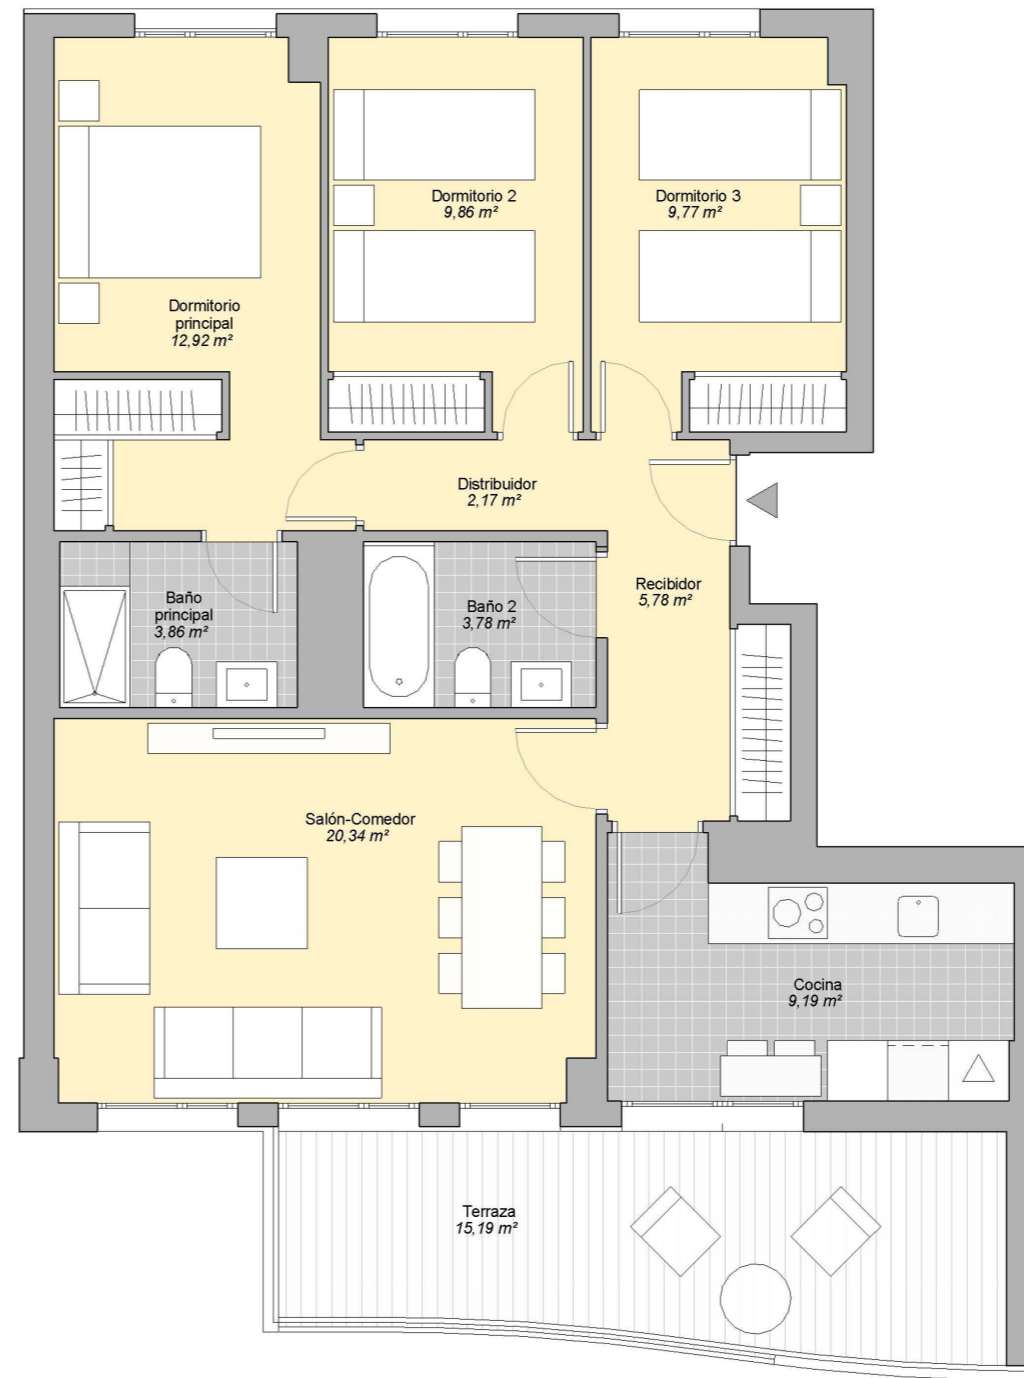 Dormitorio 2
9,86 m²
Dormitorio 3
9,77 m²
Dormitorio
principal
12,92 m²
Distribuidor
2,17 m²
Recibidor
5,78 m²
Baño
principal
3,86 m²
Baño 2
3,78 m²
Salón-Comedor
20,34 m²
Cocina
9,19 m²
Terraza
15,19 m²